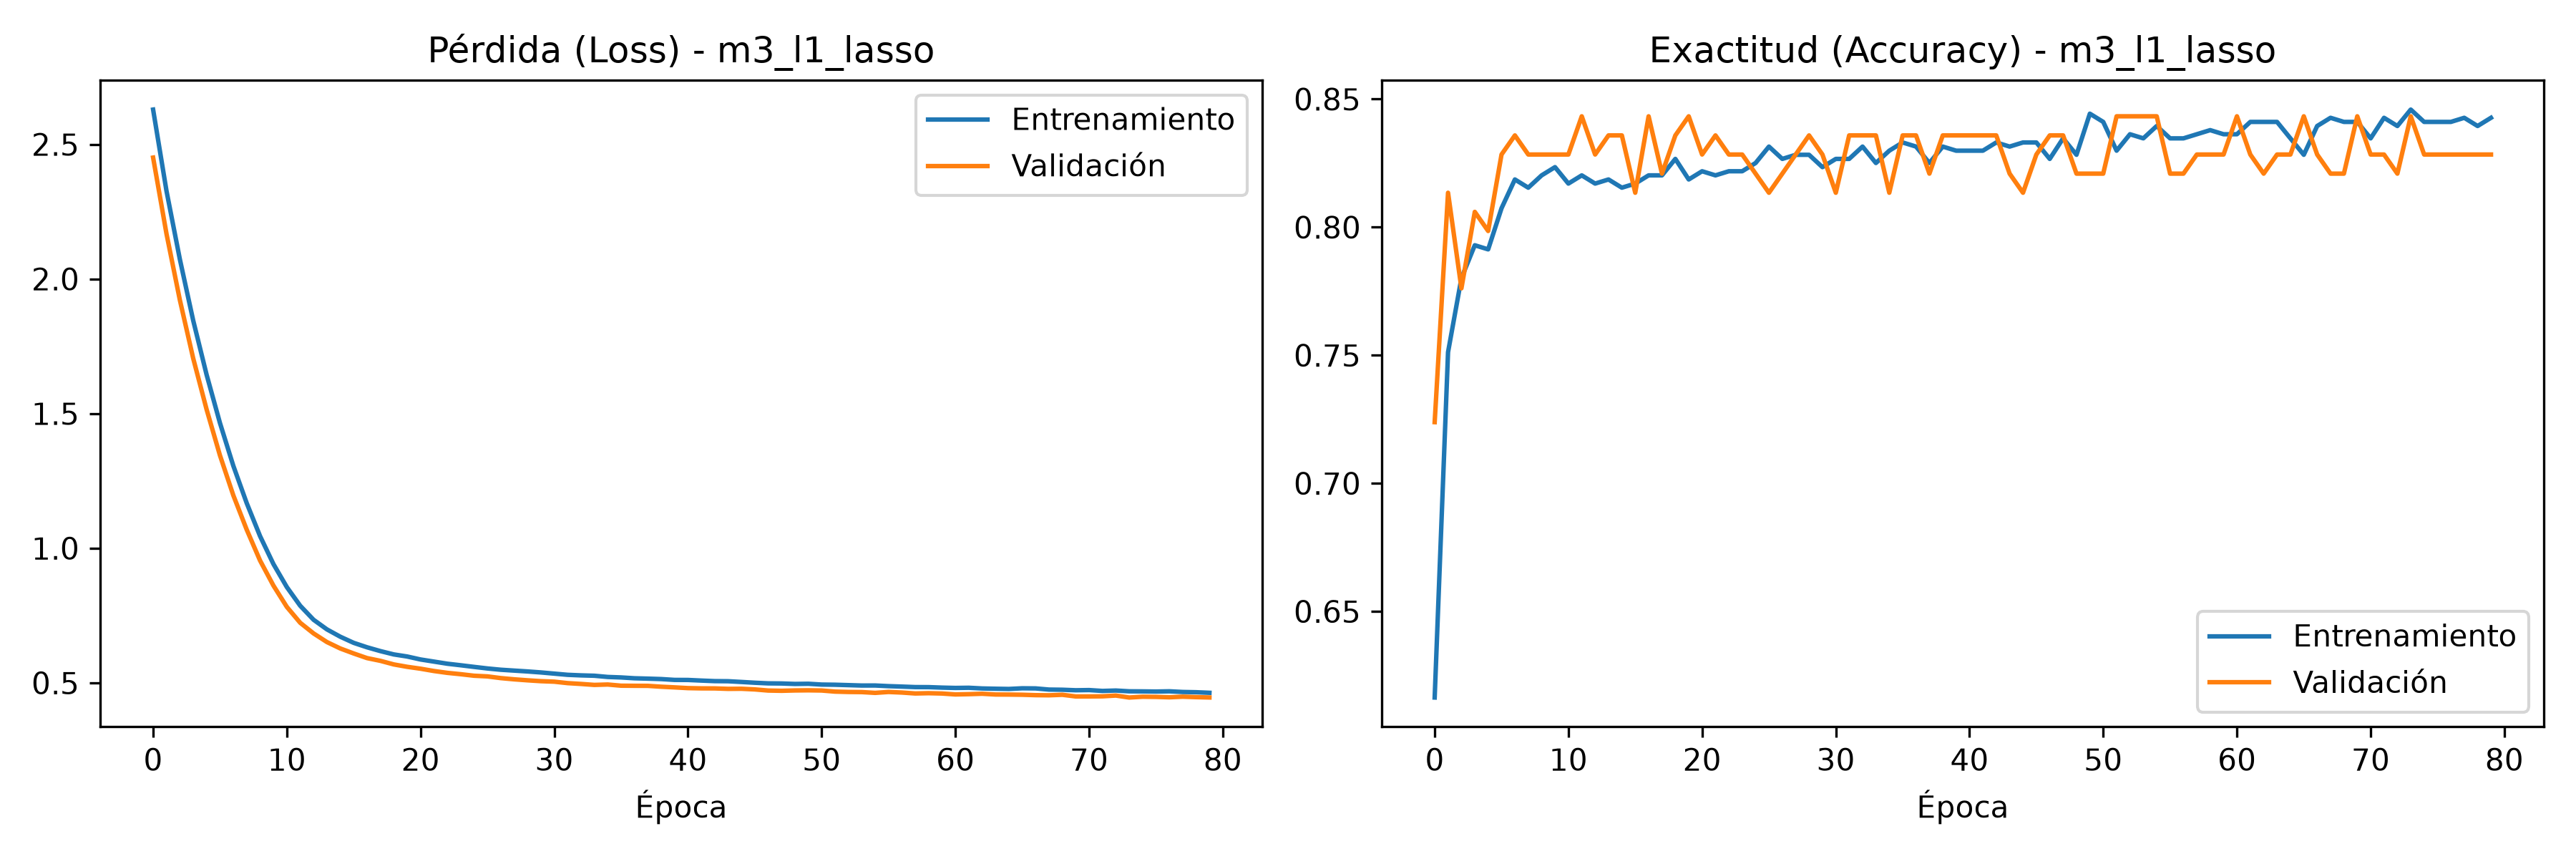 Pérdida (Loss) - m3_l1_lasso
2.5
2.0
1.5
1.0
0.5
0 10 20 30 40 50 60 70 80
Época
Entrenamiento
Validación
Exactitud (Accuracy) - m3_l1_lasso
0.85
0.80
0.75
0.70
0.65
0 10 20 30 40 50 60 70 80
Época
Entrenamiento
Validación